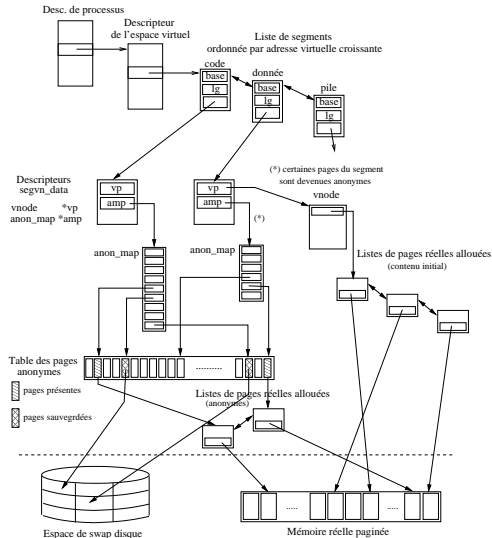 Desc. de processus
Descripteur
de l'espace virtuel
Liste de segments
ordonnée par adresse virtuelle croissante
code
base
lg
donnée
base
lg
pile
base
lg
(*) certaines pages du segment
sont devenues anonymes
Descripteurs
segvn_data
vnode *vp
anon_map *amp
vp
amp
vp
amp
(*)
vnode
anon_map
anon_map
Listes de pages réelles allouées
(contenu initial)
Table des pages
anonymes
..........
pages présentes
pages sauvegrdées
Listes de pages réelles allouées
(anonymes)
Espace de swap disque
.....
.....
Mémoire réelle paginée